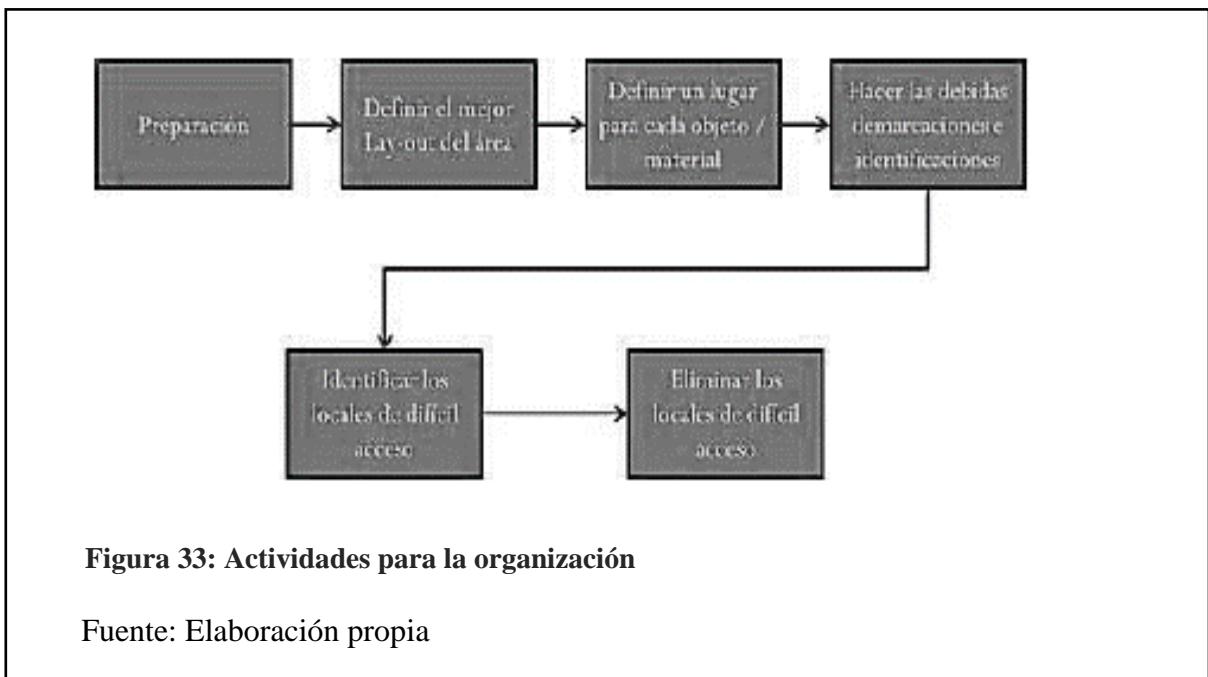 Preparación
Definir el mejor
Lay-out del área
Definir un lugar
para cada objeto /
material
Hacer las debidas
demarcaciones e
identificaciones
Identificar los
locales de difícil
acceso
Eliminar los
locales de difícil
acceso
Figura 33: Actividades para la organización
Fuente: Elaboración propia